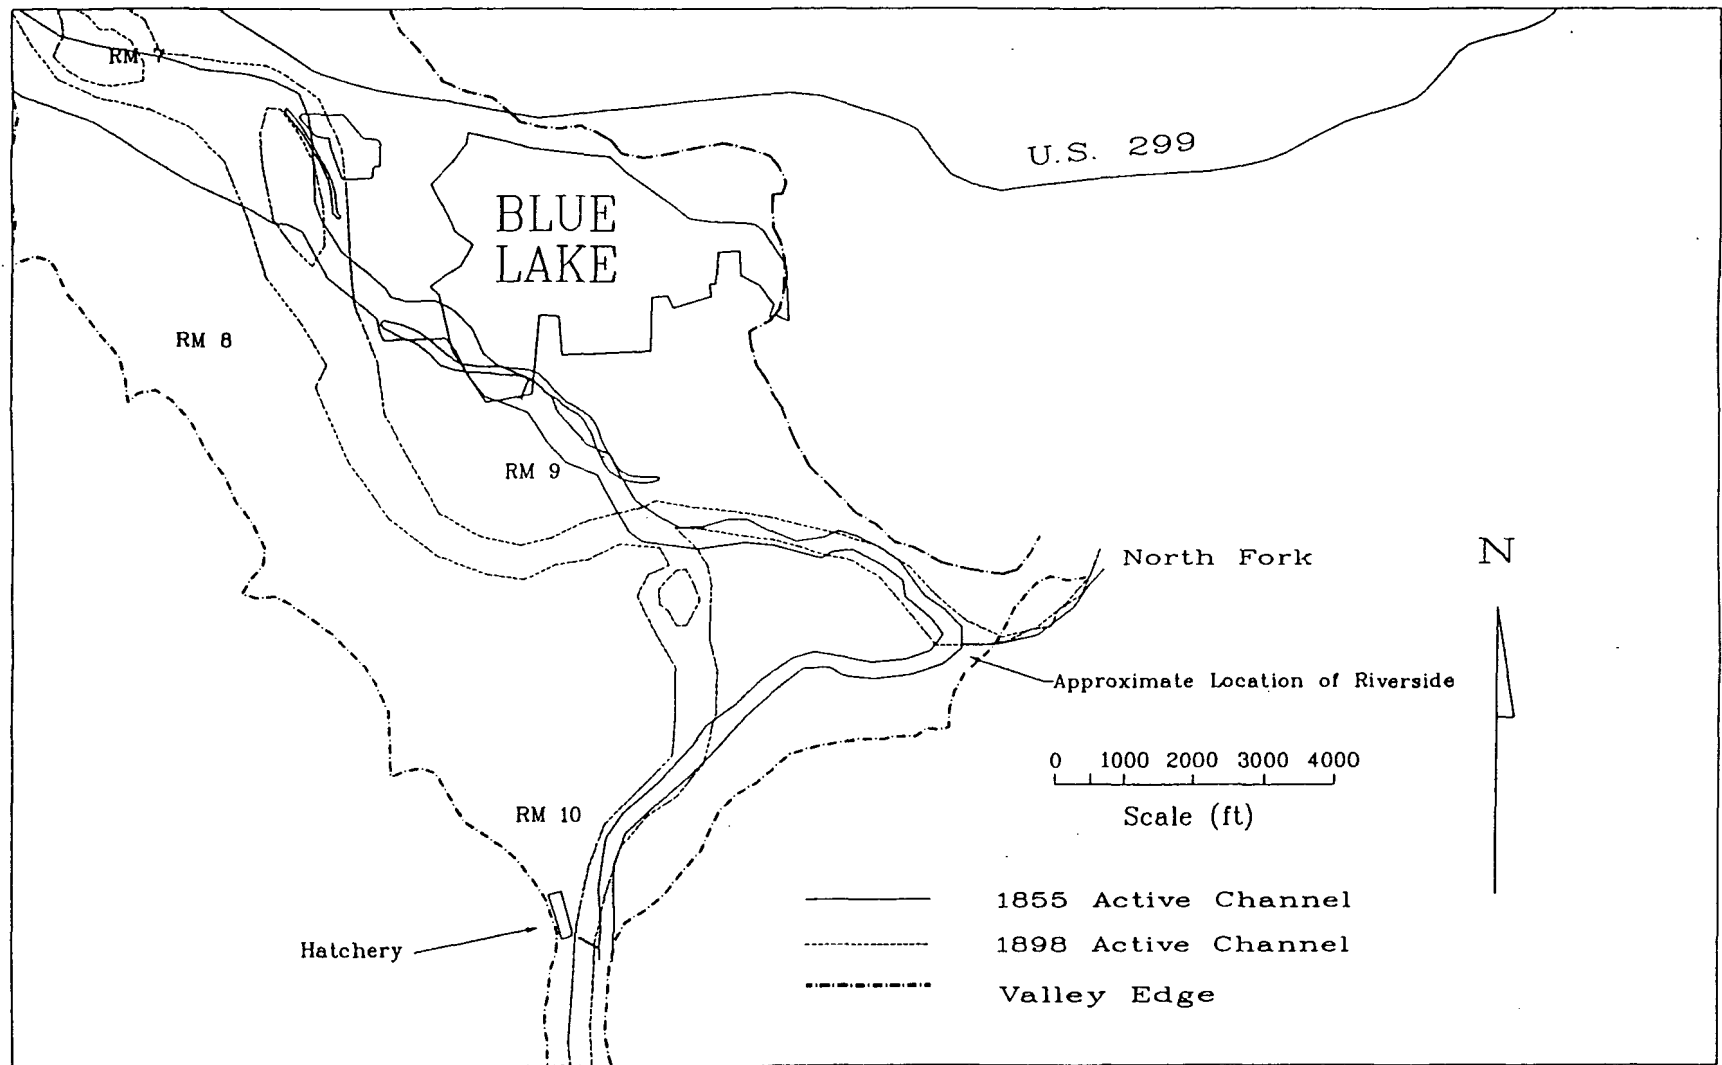 RM 7
U.S. 299
BLUE
LAKE
RM 8
RM 9
North Fork
N
Approximate Location of Riverside
0 1000 2000 3000 4000
Scale (ft)
RM 10
1855 Active Channel
1898 Active Channel
Hatchery
Valley Edge